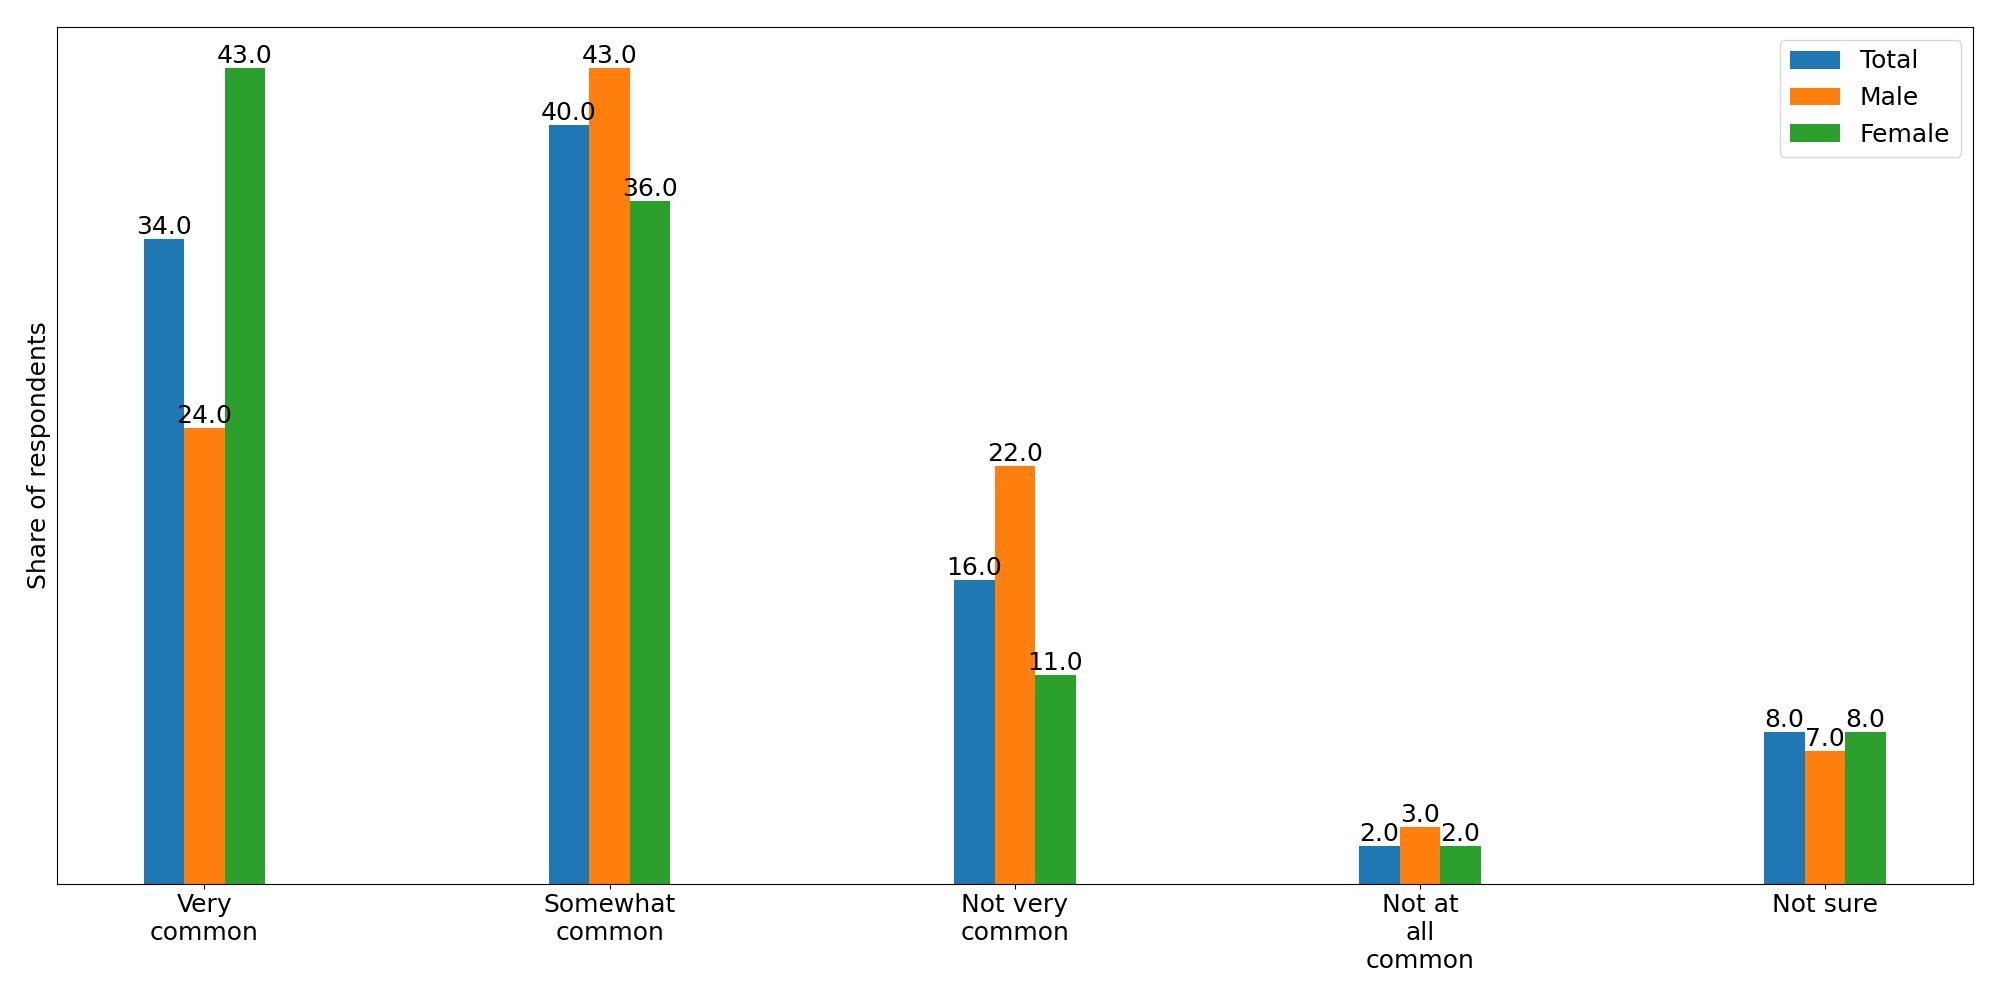 Share of respondents
34.0
24.0
43.0
40.0
43.0
36.0
16.0
22.0
11.0
2.0
3.0
2.0
8.0
7.0
8.0
Total
Male
Female
Very
common
Somewhat
common
Not very
common
Not at
all
common
Not sure